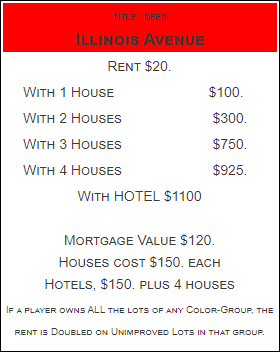 TITLE DEED
Illinois Avenue
Rent $20.
With 1 House $100.
With 2 Houses $300.
With 3 Houses $750.
With 4 Houses $925.
With HOTEL $1100
Mortgage Value $120.
Houses cost $150. each
Hotels, $150. plus 4 houses
If a player owns ALL the lots of any Color-Group, the
rent is Doubled on Unimproved Lots in that group.